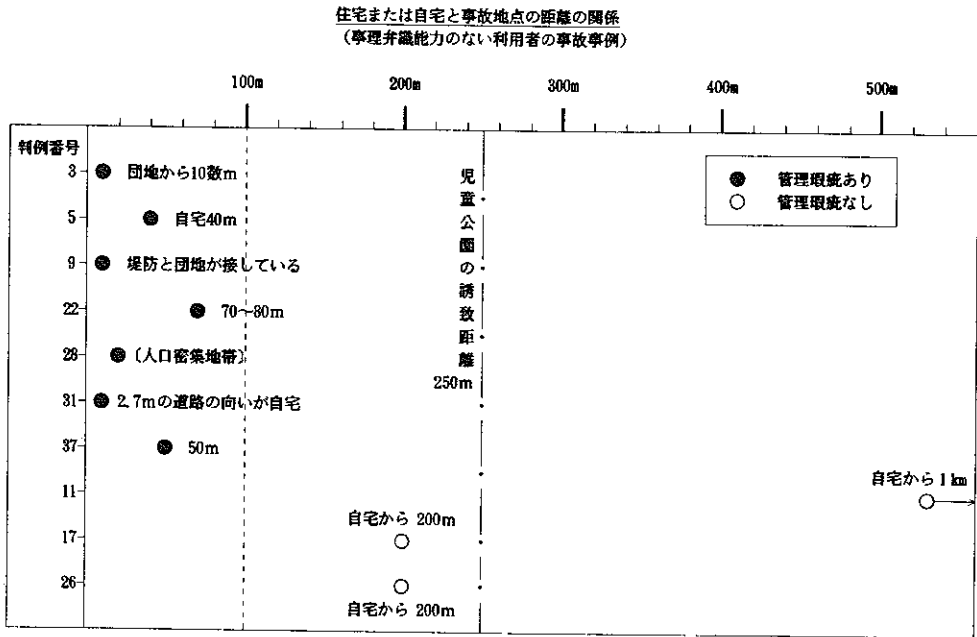 住宅または自宅と事故地点の距離の関係
(事理弁識能力のない利用者の事故事例)
100m
200m
300m
400m
500m
判例番号
3 団地から10数m
5 自宅40m
9 堤防と団地が接している
22 70〜80m
28 〔人口密集地帯〕
31 2.7mの道路の向いが自宅
37 50m
11 自宅から1km
17 自宅から 200m
26 自宅から 200m
児童公園の誘致距離
250m
● 管理瑕疵あり
○ 管理瑕疵なし